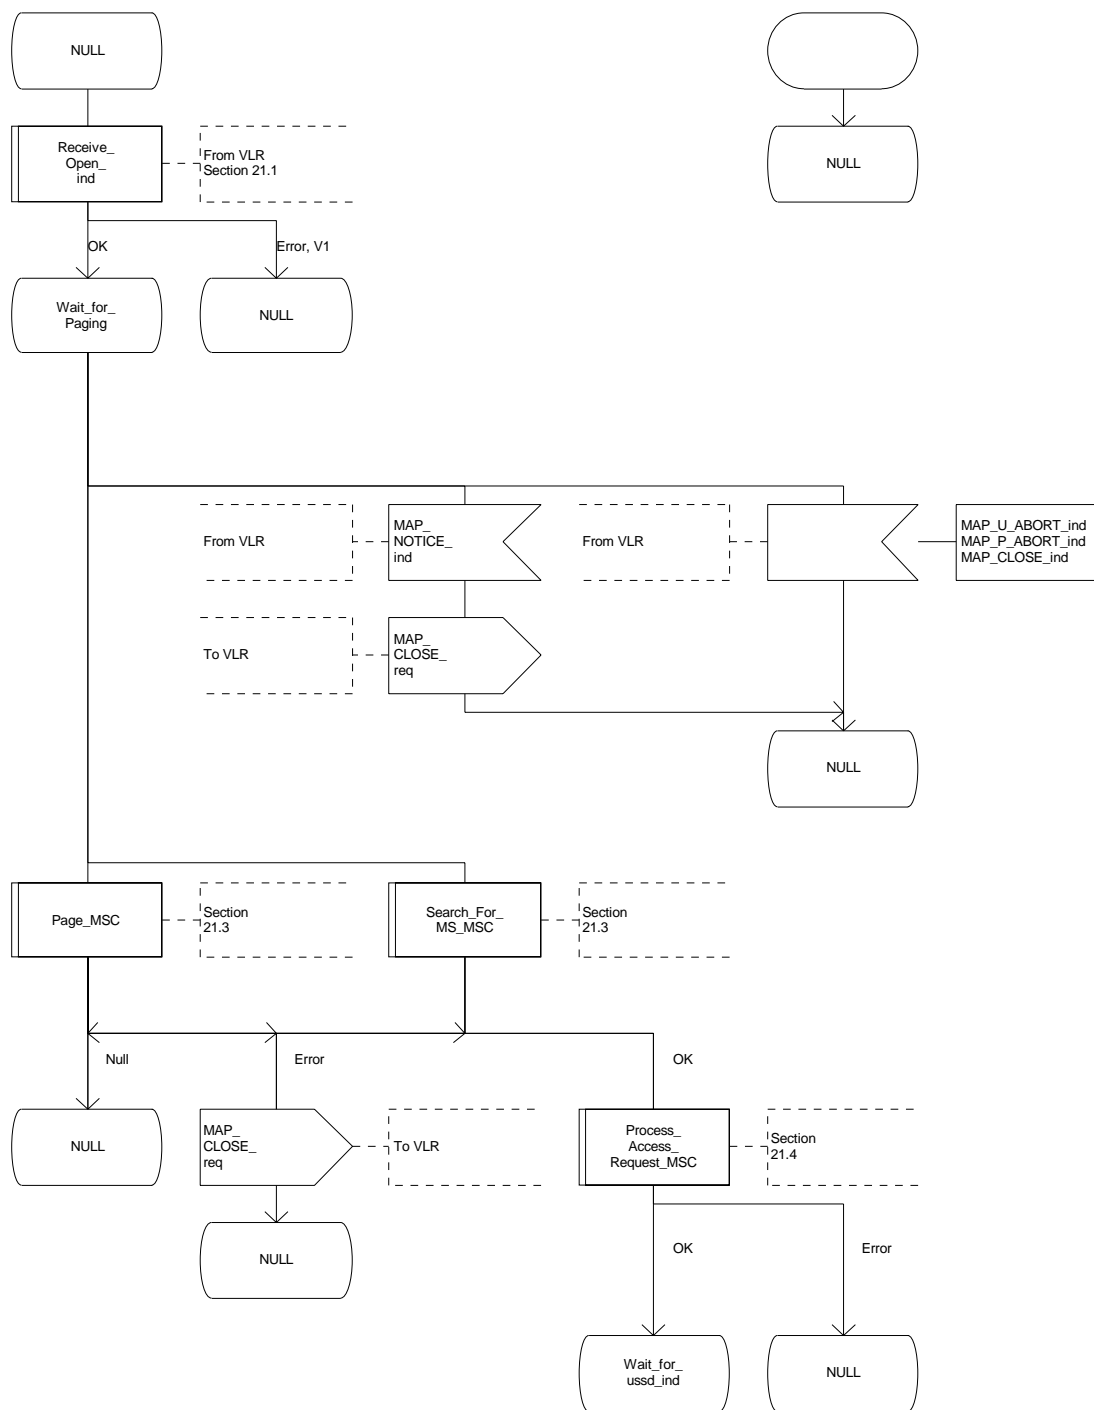 NULL
Receive_
Open_
ind
From VLR
Section 21.1
NULL
OK
Error, V1
Wait_for_
Paging
NULL
From VLR
MAP_
NOTICE_
ind
From VLR
MAP_U_ABORT_ind
MAP_P_ABORT_ind
MAP_CLOSE_ind
To VLR
MAP_
CLOSE_
req
NULL
Page_MSC
Section
21.3
Search_For_
MS_MSC
Section
21.3
Null
Error
OK
NULL
MAP_
CLOSE_
req
To VLR
Process_
Access_
Request_MSC
Section
21.4
NULL
OK
Error
Wait_for_
ussd_ind
NULL